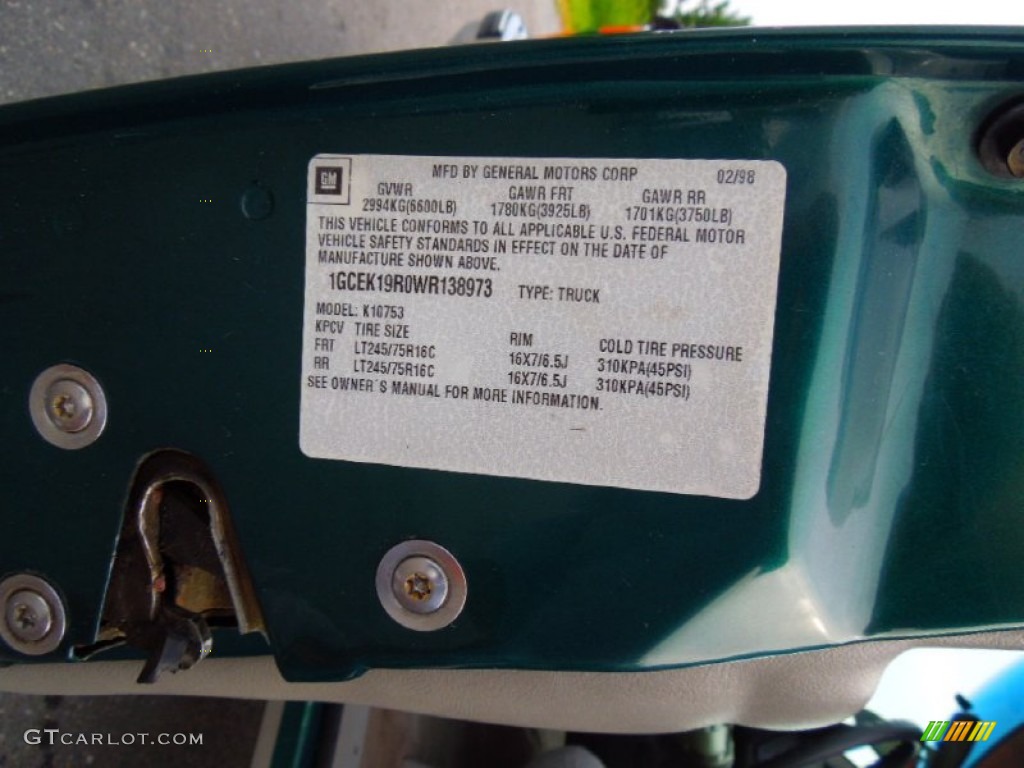 GM
MFD BY GENERAL MOTORS CORP 02/98
GVWR GAWR FRT GAWR RR
2994KG(6600LB) 1780KG(3925LB) 1701KG(3750LB)
THIS VEHICLE CONFORMS TO ALL APPLICABLE U.S. FEDERAL MOTOR
VEHICLE SAFETY STANDARDS IN EFFECT ON THE DATE OF
MANUFACTURE SHOWN ABOVE.
1GCEK19R0WR138973 TYPE: TRUCK
MODEL: K10753
KPCV TIRE SIZE RIM COLD TIRE PRESSURE
FRT LT245/75R16C 16X7/6.5J 310KPA(45PSI)
RR LT245/75R16C 16X7/6.5J 310KPA(45PSI)
SEE OWNER'S MANUAL FOR MORE INFORMATION.
GTCARLOT.COM